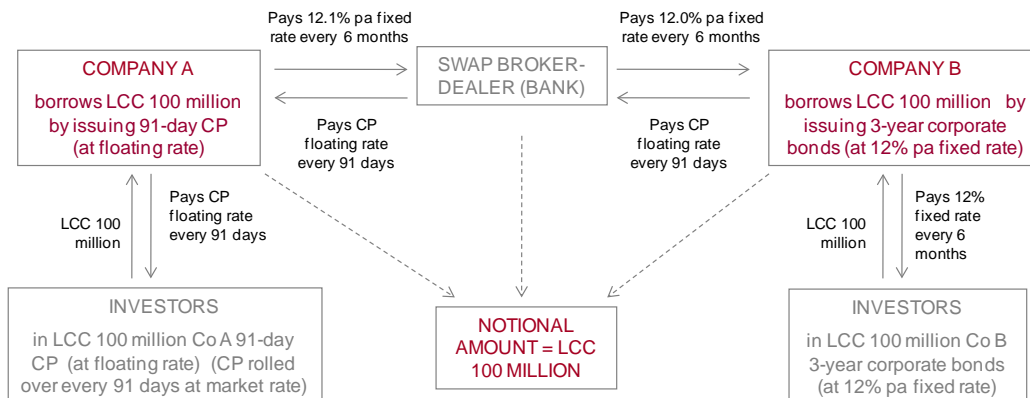 Pays 12.1% pa fixed
rate every 6 months
Pays 12.0% pa fixed
rate every 6 months
COMPANY A
borrows LCC 100 million
by issuing 91-day CP
(at floating rate)
SWAP BROKER-
DEALER (BANK)
COMPANY B
borrows LCC 100 million by
issuing 3-year corporate
bonds (at 12% pa fixed rate)
Pays CP
floating rate
every 91 days
Pays CP
floating rate
every 91 days
LCC 100
million
Pays CP
floating rate
every 91 days
LCC 100
million
Pays 12%
fixed rate
every 6
months
INVESTORS
in LCC 100 million Co A 91-day
CP (at floating rate) (CP rolled
over every 91 days at market rate)
NOTIONAL
AMOUNT = LCC
100 MILLION
INVESTORS
in LCC 100 million Co B
3-year corporate bonds
(at 12% pa fixed rate)